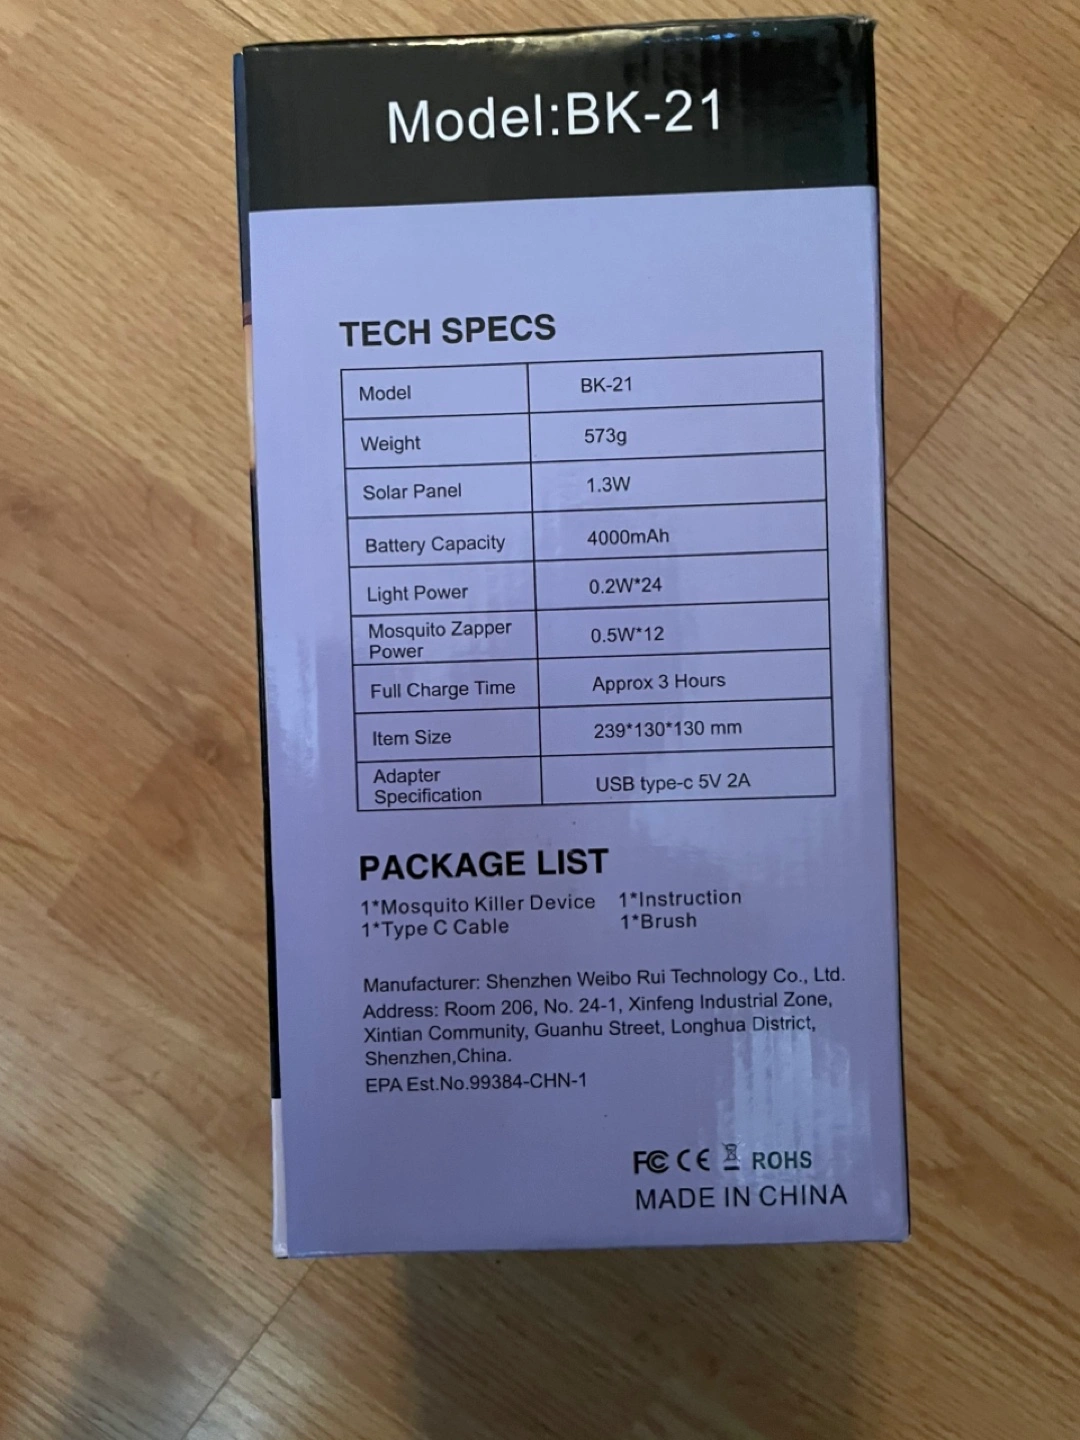 Model:BK-21
TECH SPECS
Model BK-21
Weight 573g
Solar Panel 1.3W
Battery Capacity 4000mAh
Light Power 0.2W*24
Mosquito Zapper
Power 0.5W*12
Full Charge Time Approx 3 Hours
Item Size 239*130*130 mm
Adapter
Specification USB type-c 5V 2A
PACKAGE LIST
1*Mosquito Killer Device 1*Instruction
1*Type C Cable 1*Brush
Manufacturer: Shenzhen Weibo Rui Technology Co., Ltd.
Address: Room 206, No. 24-1, Xinfeng Industrial Zone,
Xintian Community, Guanhu Street, Longhua District,
Shenzhen,China.
EPA Est.No.99384-CHN-1
FC CE ROHS
MADE IN CHINA